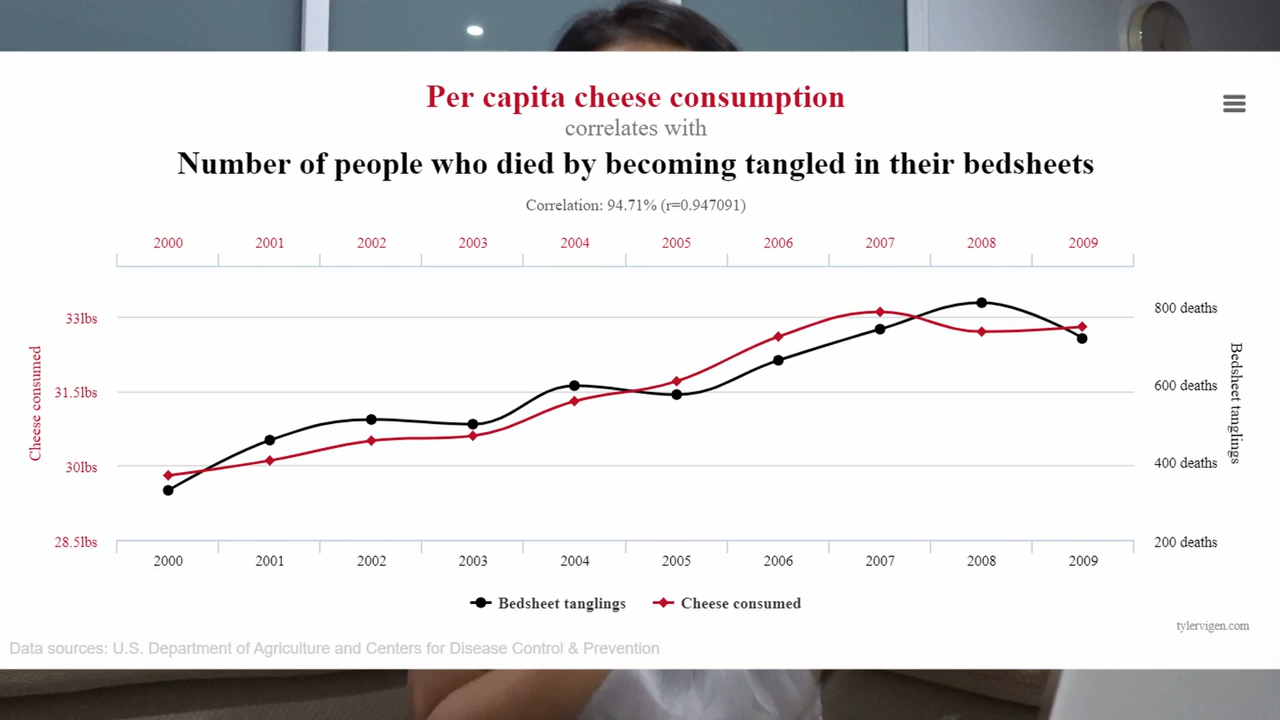 Per capita cheese consumption
correlates with
Number of people who died by becoming tangled in their bedsheets
Correlation: 94.71% (r=0.947091)
2000 2001 2002 2003 2004 2005 2006 2007 2008 2009
Cheese consumed
33lbs
31.5lbs
30lbs
28.5lbs
800 deaths
600 deaths
400 deaths
200 deaths
Bedsheet tanglings
2000 2001 2002 2003 2004 2005 2006 2007 2008 2009
Bedsheet tanglings Cheese consumed
tylervigen.com
Data sources: U.S. Department of Agriculture and Centers for Disease Control & Prevention